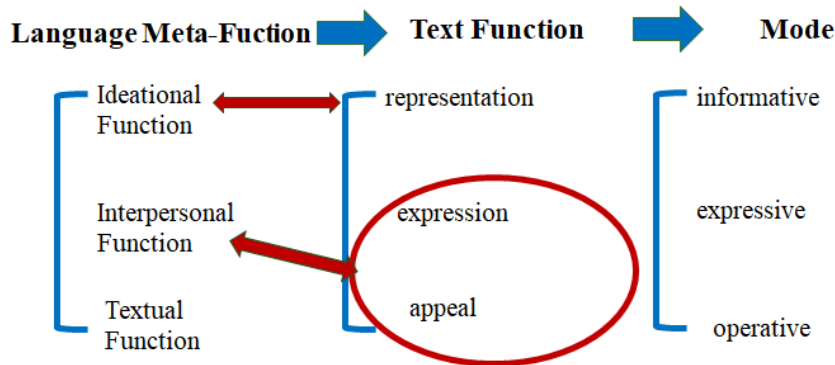 Language Meta-Fuction
Text Function
Mode
Ideational
Function
representation
informative
Interpersonal
Function
expression
expressive
Textual
Function
appeal
operative